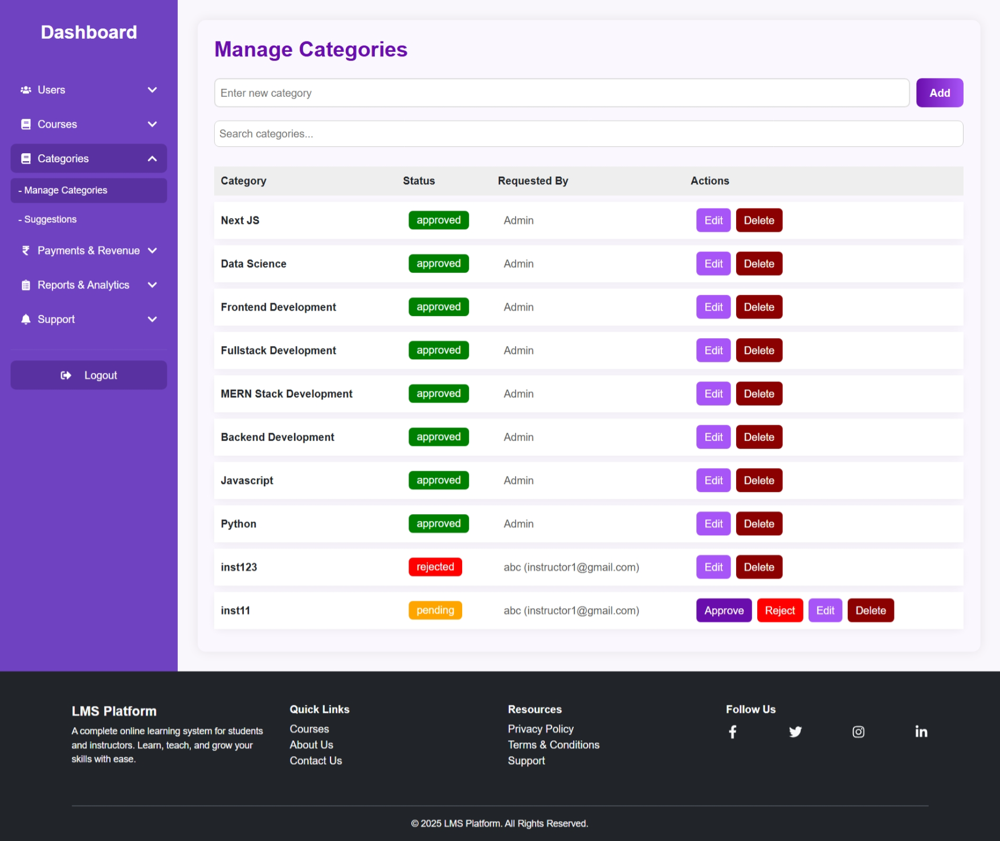 Dashboard
Users
Courses
Categories
- Manage Categories
- Suggestions
Payments & Revenue
Reports & Analytics
Support
Logout
Manage Categories
Enter new category
Add
Search categories...
Category Status Requested By Actions
Next JS approved Admin Edit Delete
Data Science approved Admin Edit Delete
Frontend Development approved Admin Edit Delete
Fullstack Development approved Admin Edit Delete
MERN Stack Development approved Admin Edit Delete
Backend Development approved Admin Edit Delete
Javascript approved Admin Edit Delete
Python approved Admin Edit Delete
inst123 rejected abc (instructor1@gmail.com) Edit Delete
inst11 pending abc (instructor1@gmail.com) Approve Reject Edit Delete
LMS Platform
A complete online learning system for students
and instructors. Learn, teach, and grow your
skills with ease.
Quick Links
Courses
About Us
Contact Us
Resources
Privacy Policy
Terms & Conditions
Support
Follow Us
© 2025 LMS Platform. All Rights Reserved.